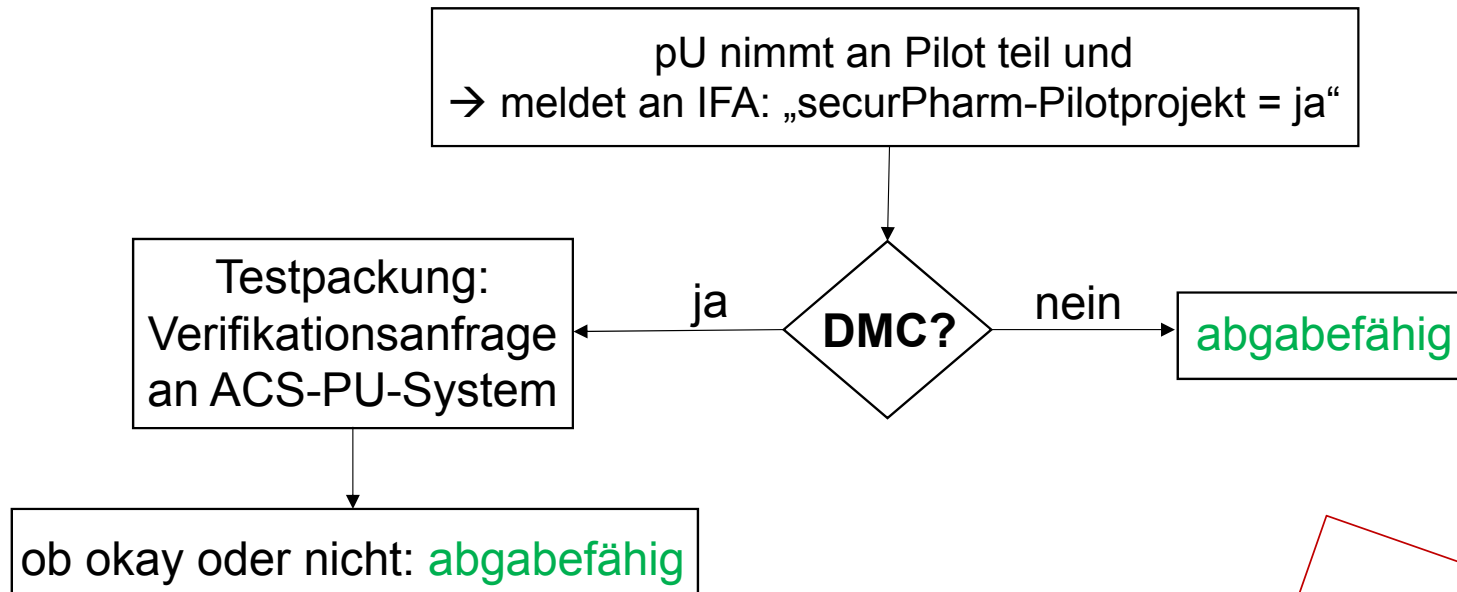 pU nimmt an Pilot teil und
→ meldet an IFA: „securPharm-Pilotprojekt = ja“
Testpackung:
Verifikationsanfrage
an ACS-PU-System
ja
DMC?
nein
abgabefähig
ob okay oder nicht: abgabefähig